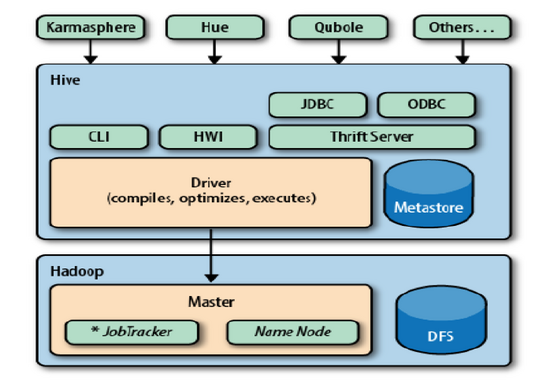 Karmasphere
Hue
Qubole
Others...
Hive
JDBC
ODBC
CLI
HWI
Thrift Server
Driver
(compiles, optimizes, executes)
Metastore
Hadoop
Master
* JobTracker
Name Node
DFS